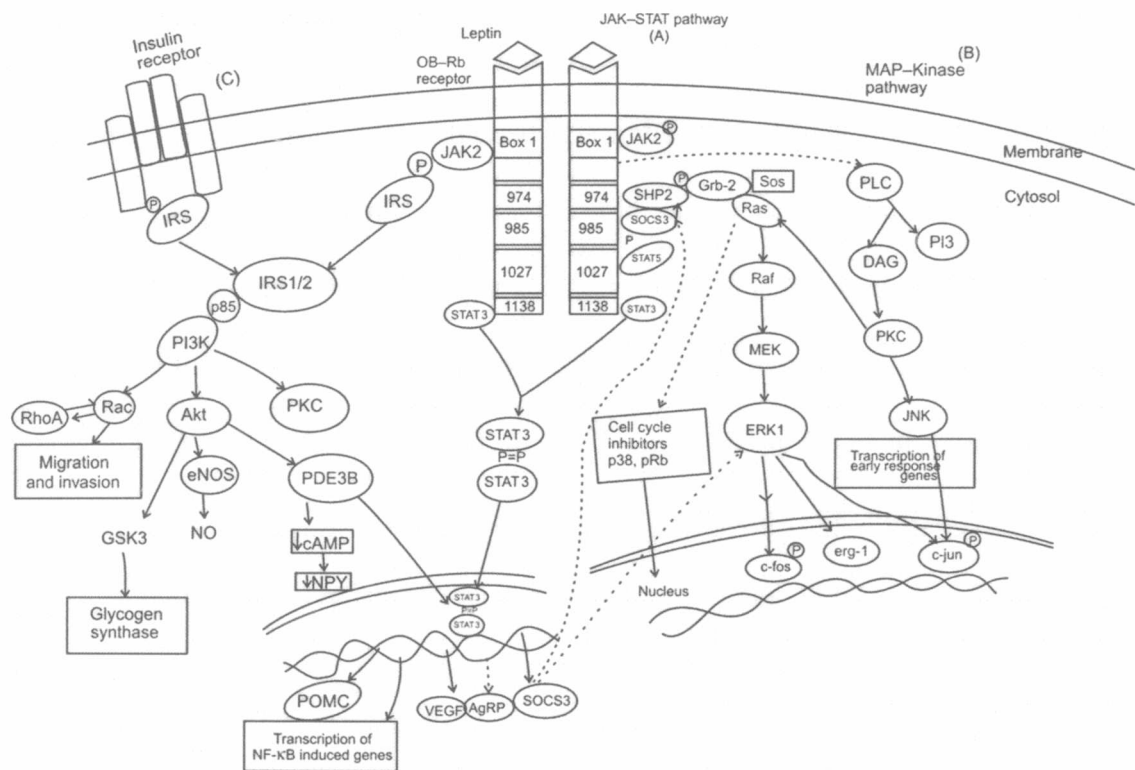 JAK–STAT pathway
(A)
Leptin
Insulin
receptor
(C)
OB–Rb
receptor
(B)
MAP–Kinase
pathway
Membrane
Cytosol
JAK2
Box 1
Box 1
JAK2
P
P
IRS
P
IRS
974
985
1027
1138
974
985
1027
1138
SHP2
P
Grb-2
Sos
SOCS3
Ras
P
STAT5
STAT3
STAT3
PLC
PI3
DAG
PKC
JNK
Raf
MEK
ERK1
IRS1/2
p85
PI3K
RhoA
Rac
Akt
PKC
Migration
and invasion
eNOS
NO
PDE3B
GSK3
↓cAMP
↓NPY
Glycogen
synthase
STAT3
P=P
STAT3
Cell cycle
inhibitors
p38, pRb
Nucleus
Transcription of
early response
genes
c-fos
P
erg-1
c-jun
P
STAT3
P=P
STAT3
POMC
VEGF
AgRP
SOCS3
Transcription of
NF-κB induced genes